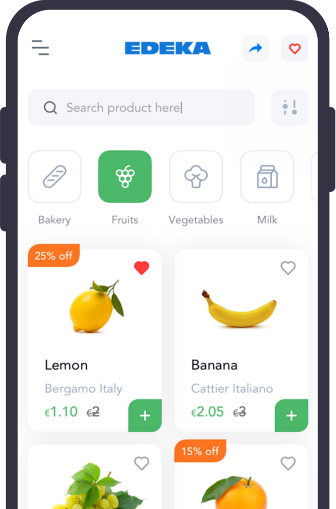 EDEKA
Search product here
Bakery
Fruits
Vegetables
Milk
25% off
Lemon
Bergamo Italy
€1.10 €2
Banana
Cattier Italiano
€2.05 €3
15% off